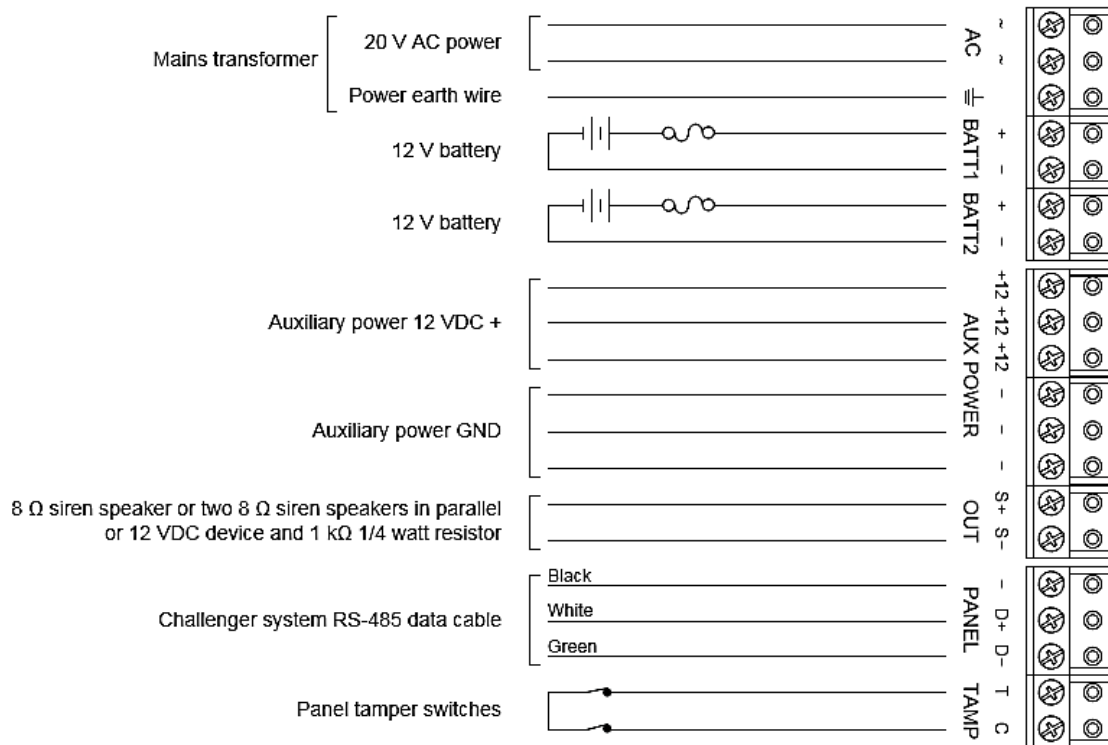 Mains transformer
20 V AC power
Power earth wire
AC
~
~
⏚
12 V battery
BATT1
+
-
12 V battery
BATT2
+
-
Auxiliary power 12 VDC +
+12 +12 +12
AUX POWER
Auxiliary power GND
-
-
-
8 Ω siren speaker or two 8 Ω siren speakers in parallel
or 12 VDC device and 1 kΩ 1/4 watt resistor
OUT
S+ S-
Challenger system RS-485 data cable
Black
White
Green
PANEL
-
D+ D-
Panel tamper switches
TAMP
T
C